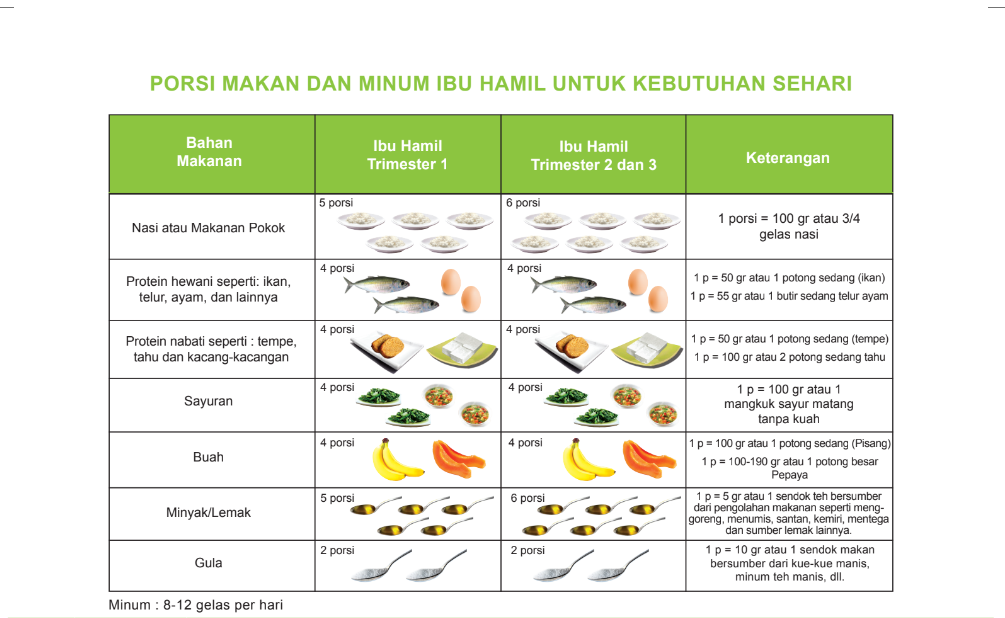 PORSI MAKAN DAN MINUM IBU HAMIL UNTUK KEBUTUHAN SEHARI
Bahan
Makanan
Ibu Hamil
Trimester 1
Ibu Hamil
Trimester 2 dan 3
Keterangan
Nasi atau Makanan Pokok
5 porsi
6 porsi
1 porsi = 100 gr atau 3/4
gelas nasi
Protein hewani seperti: ikan,
telur, ayam, dan lainnya
4 porsi
4 porsi
1 p = 50 gr atau 1 potong sedang (ikan)
1 p = 55 gr atau 1 butir sedang telur ayam
Protein nabati seperti : tempe,
tahu dan kacang-kacangan
4 porsi
4 porsi
1 p = 50 gr atau 1 potong sedang (tempe)
1 p = 100 gr atau 2 potong sedang tahu
Sayuran
4 porsi
4 porsi
1 p = 100 gr atau 1
mangkuk sayur matang
tanpa kuah
Buah
4 porsi
4 porsi
1 p = 100 gr atau 1 potong sedang (Pisang)
1 p = 100-190 gr atau 1 potong besar
Pepaya
Minyak/Lemak
5 porsi
6 porsi
1 p = 5 gr atau 1 sendok teh bersumber
dari pengolahan makanan seperti meng-
goreng, menumis, santan, kemiri, mentega
dan sumber lemak lainnya.
Gula
2 porsi
2 porsi
1 p = 10 gr atau 1 sendok makan
bersumber dari kue-kue manis,
minum teh manis, dll.
Minum : 8-12 gelas per hari